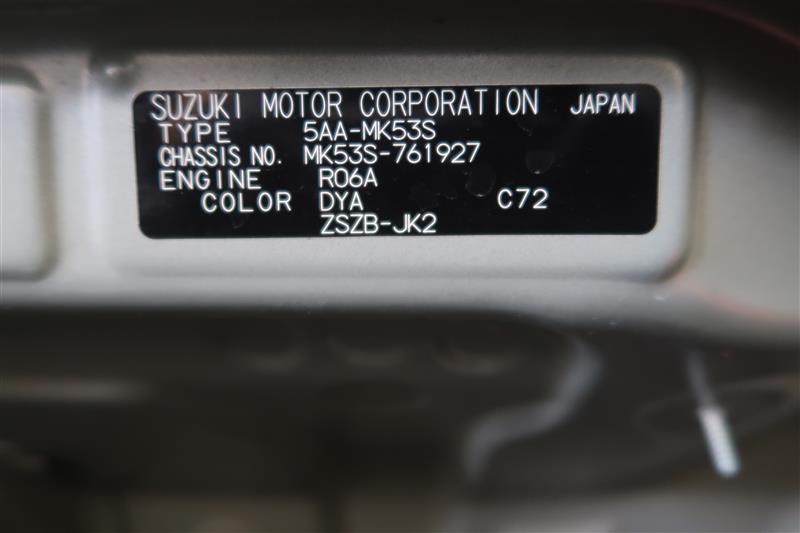 SUZUKI MOTOR CORPORATION JAPAN
TYPE 5AA-MK53S
CHASSIS NO. MK53S-761927
ENGINE R06A
COLOR DYA C72
ZSZB-JK2